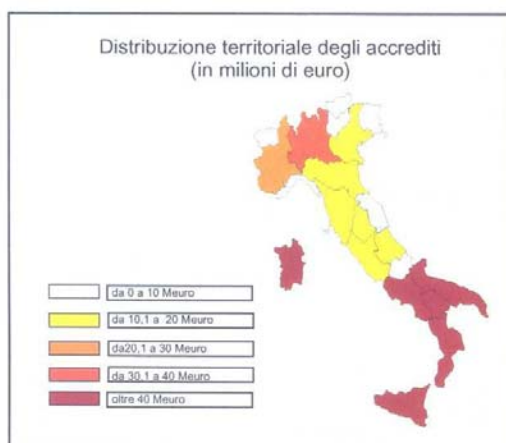 Distribuzione territoriale degli accrediti
(in milioni di euro)
da 0 a 10 Meuro
da 10,1 a 20 Meuro
da20,1 a 30 Meuro
da 30,1 a 40 Meuro
oltre 40 Meuro